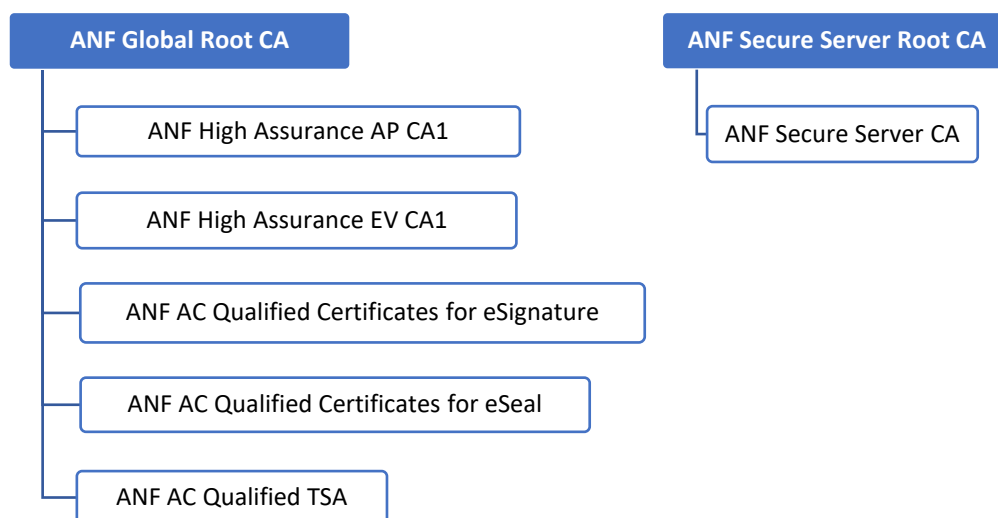 ANF Global Root CA
ANF High Assurance AP CA1
ANF High Assurance EV CA1
ANF AC Qualified Certificates for eSignature
ANF AC Qualified Certificates for eSeal
ANF AC Qualified TSA
ANF Secure Server Root CA
ANF Secure Server CA